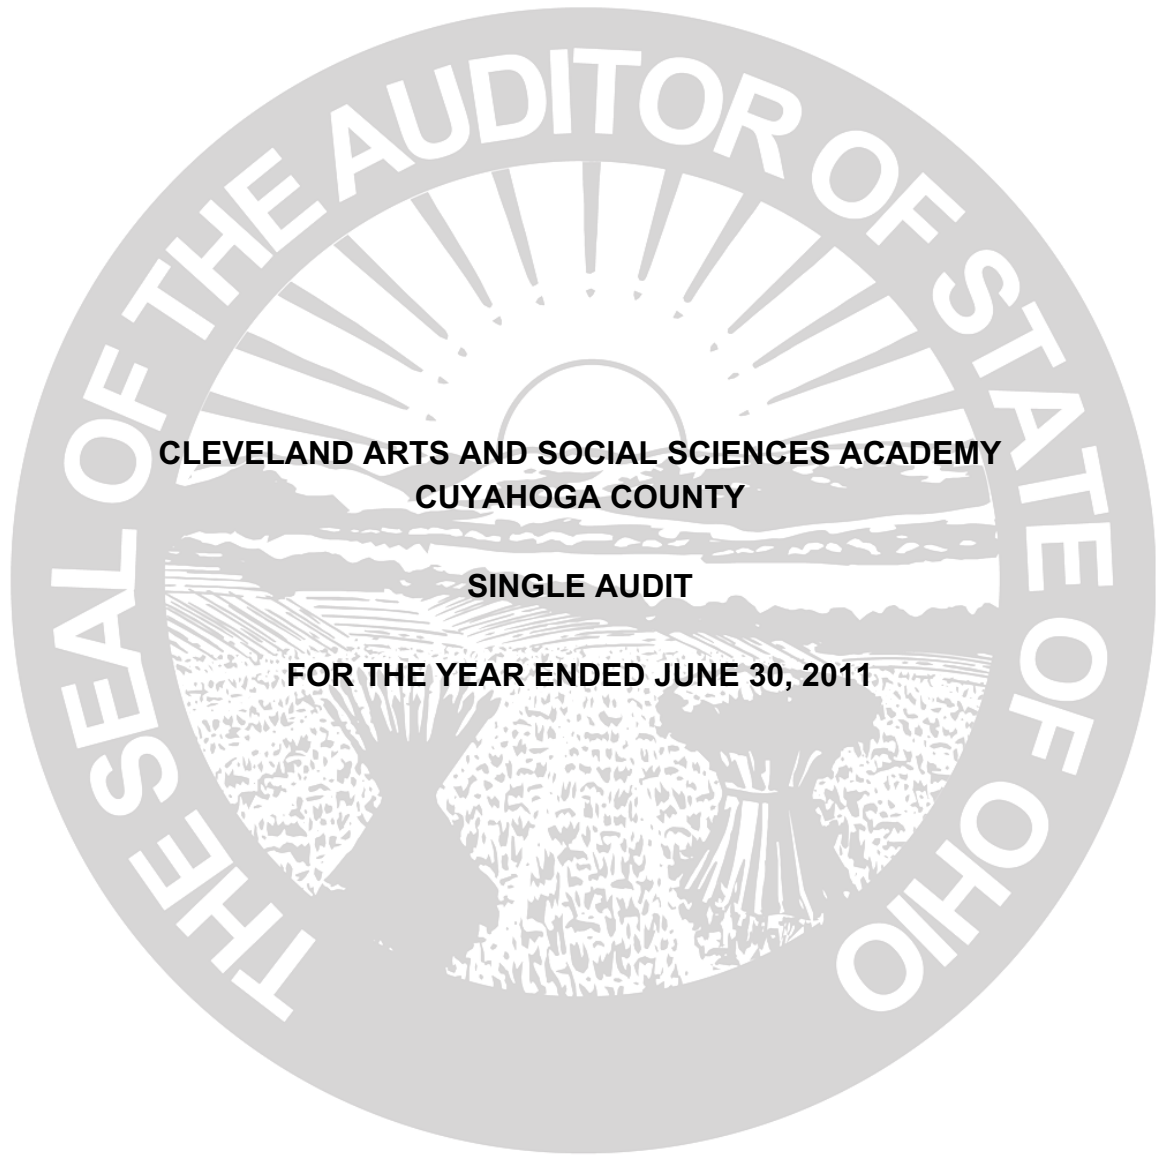 THE SEAL OF THE AUDITOR OF STATE OF OHIO
CLEVELAND ARTS AND SOCIAL SCIENCES ACADEMY
CUYAHOGA COUNTY
SINGLE AUDIT
FOR THE YEAR ENDED JUNE 30, 2011